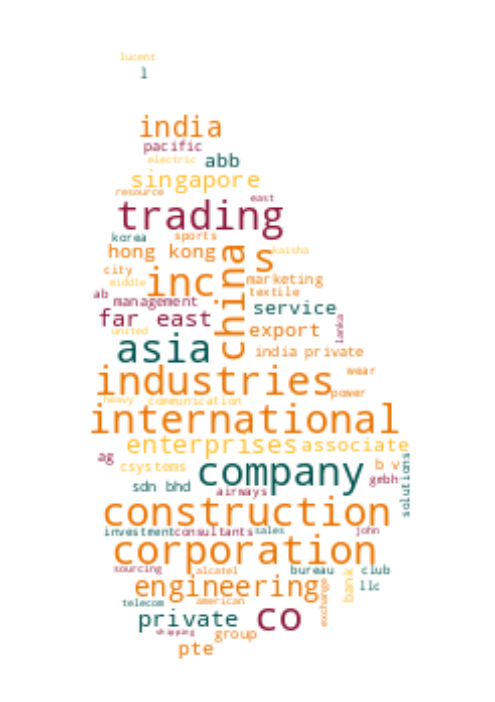 lucent
l
india
pacific
electric abb
singapore
resource east
trading
korea sports
hong kong s kaisha
city inc china marketing
middle textile
ab management service
far east lanka
united export
asia india private
industries wear
power
heavy communication
international
enterprises associate
ag csystems company b v
sdn bhd airways gmbh solutions
construction
investment consultants sales john
corporation
sourcing alcatel bureau club
engineering bank llc
telecom american exchange
private co
shipping group
pte